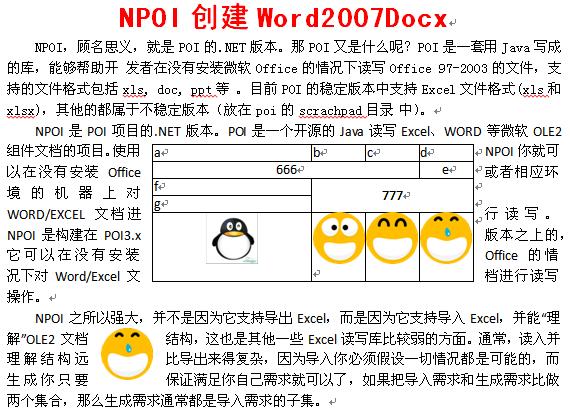 NPOI 创建 Word2007Docx
NPOI，顾名思义，就是 POI 的.NET 版本。那 POI 又是什么呢？POI 是一套用 Java 写成
的库，能够帮助开 发者在没有安装微软 Office 的情况下读写 Office 97-2003 的文件，支
持的文件格式包括 xls, doc, ppt 等 。目前 POI 的稳定版本中支持 Excel 文件格式(xls 和
xlsx)，其他的都属于不稳定版本（放在 poi 的 scrachpad 目录 中）。
NPOI 是 POI 项目的.NET 版本。POI 是一个开源的 Java 读写 Excel、WORD 等微软 OLE2
组件文档的项目。使用 NPOI 你就可
以在没有安装 Office 或者相应环
境的机器上对
WORD/EXCEL 文档进行读写。
NPOI 是构建在 POI3.x 版本之上的，
它可以在没有安装 Office 的情
况下对 Word/Excel 文档进行读写
操作。
a b c d
666 e
f 777
g
NPOI 之所以强大，并不是因为它支持导出 Excel，而是因为它支持导入 Excel，并能“理
解”OLE2 文档结构，这也是其他一些 Excel 读写库比较弱的方面。通常，读入并
理解结构远比导出来得复杂，因为导入你必须假设一切情况都是可能的，而
生成你只要保证满足你自己需求就可以了，如果把导入需求和生成需求比做
两个集合，那么生成需求通常都是导入需求的子集。